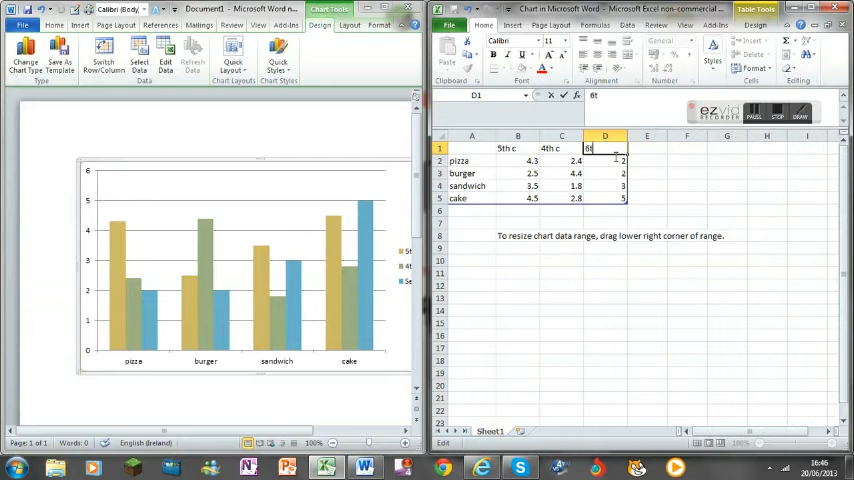 Calibri (Body)
Document1 - Microsoft Word n...
Chart Tools
File
Home
Insert
Page Layout
References
Mailings
Review
View
Add-Ins
Design
Layout
Format
Change
Chart Type
Save As
Template
Type
Switch
Row/Column
Select
Data
Edit
Data
Refresh
Data
Data
Quick
Layout
Chart Layouts
Quick
Styles
Chart Styles
6
5
4
3
2
1
0
pizza
burger
sandwich
cake
5t
4t
Se
Page: 1 of 1
Words: 0
English (Ireland)
100%
Chart in Microsoft Word - Microsoft Excel non-commercial ...
Table Tools
File
Home
Insert
Page Layout
Formulas
Data
Review
View
Add-Ins
Design
Paste
Clipboard
Calibri
11
B I U
A
Font
Alignment
Number
Styles
Insert
Delete
Format
Cells
Σ
Editing
D1
fx
6t
ezvid
RECORDER
PAUSE
STOP
DRAW
A B C D E F G H I
1 5th c 4th c 6t
2 pizza 4.3 2.4 2
3 burger 2.5 4.4 2
4 sandwich 3.5 1.8 3
5 cake 4.5 2.8 5
6
7
8 To resize chart data range, drag lower right corner of range.
9
10
11
12
13
14
15
16
17
18
19
20
21
22
23
Sheet1
Edit
100%
16:46
20/06/2013